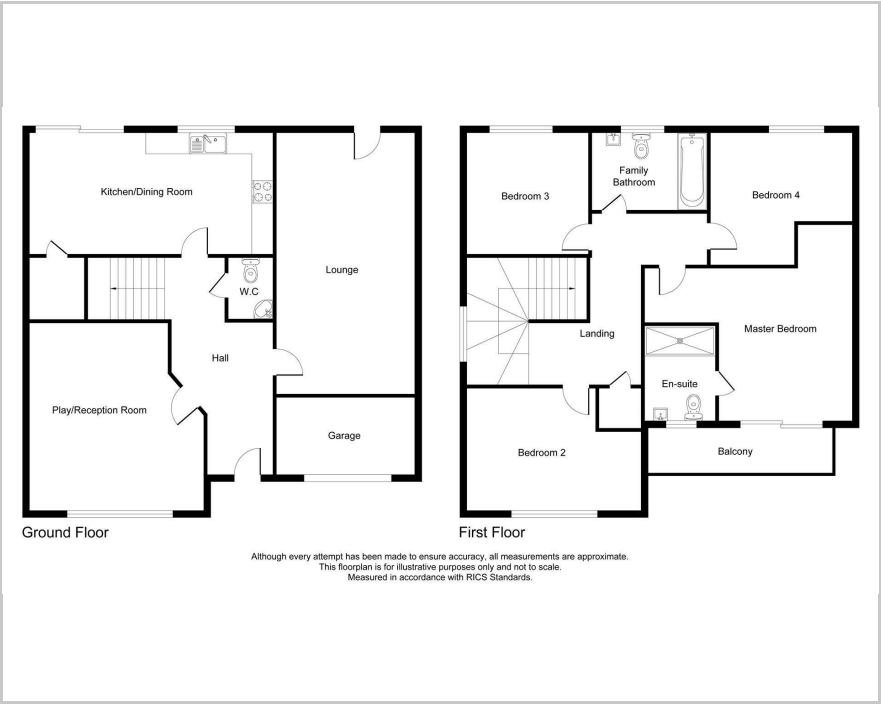 Kitchen/Dining Room
Lounge
W.C
Hall
Play/Reception Room
Garage
Ground Floor
Family
Bathroom
Bedroom 3
Bedroom 4
Landing
Master Bedroom
En-suite
Bedroom 2
Balcony
First Floor
Although every attempt has been made to ensure accuracy, all measurements are approximate.
This floorplan is for illustrative purposes only and not to scale.
Measured in accordance with RICS Standards.